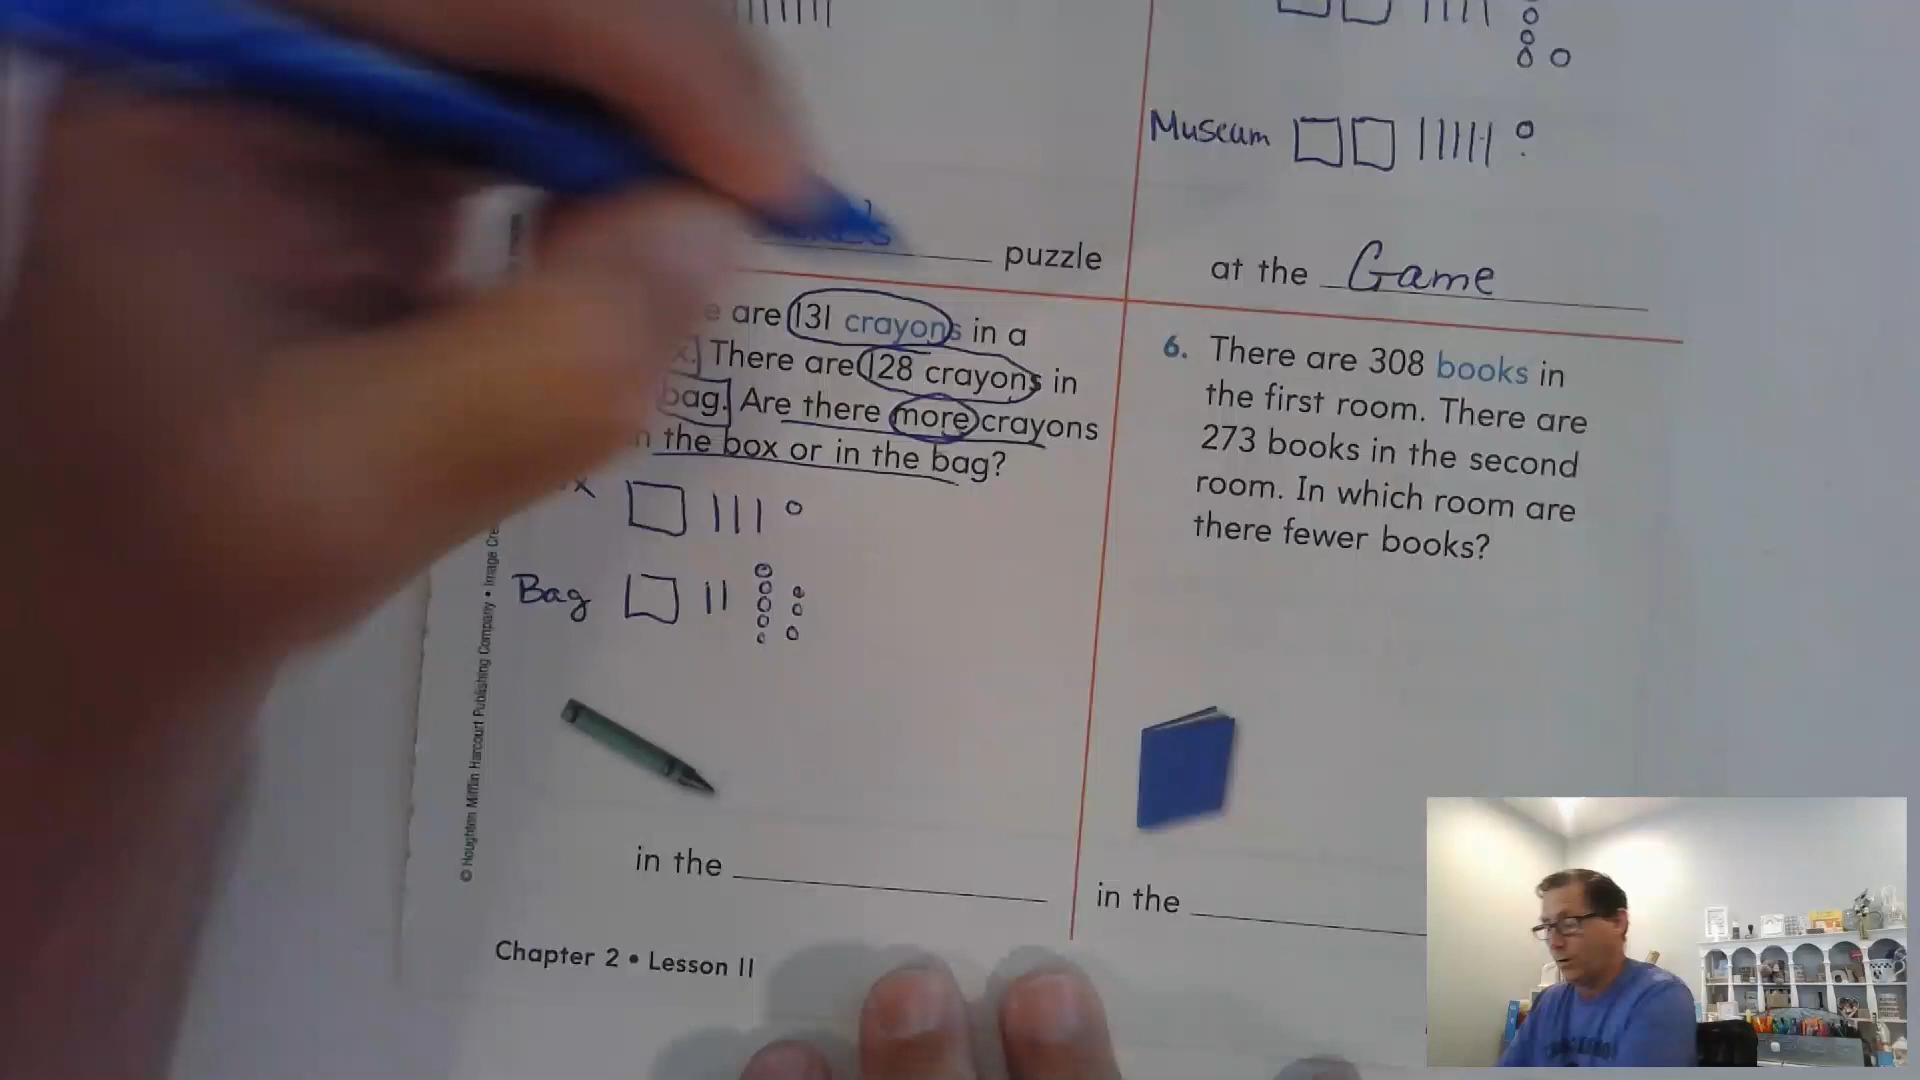 Museum
puzzle
at the Game
are 131 crayons in a
There are 128 crayons in
bag. Are there more crayons
the box or in the bag?
Bag
in the
6. There are 308 books in
the first room. There are
273 books in the second
room. In which room are
there fewer books?
in the
Chapter 2 • Lesson 11
© Houghton Mifflin Harcourt Publishing Company • Image